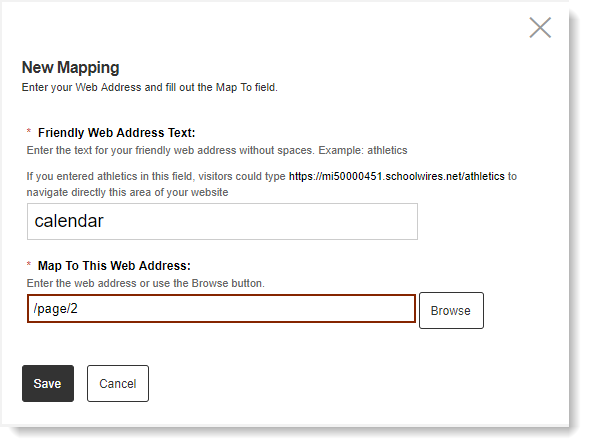 New Mapping
Enter your Web Address and fill out the Map To field.
* Friendly Web Address Text:
Enter the text for your friendly web address without spaces. Example: athletics
If you entered athletics in this field, visitors could type https://mi50000451.schoolwires.net/athletics to
navigate directly this area of your website
calendar
* Map To This Web Address:
Enter the web address or use the Browse button.
/page/2
Browse
Save
Cancel